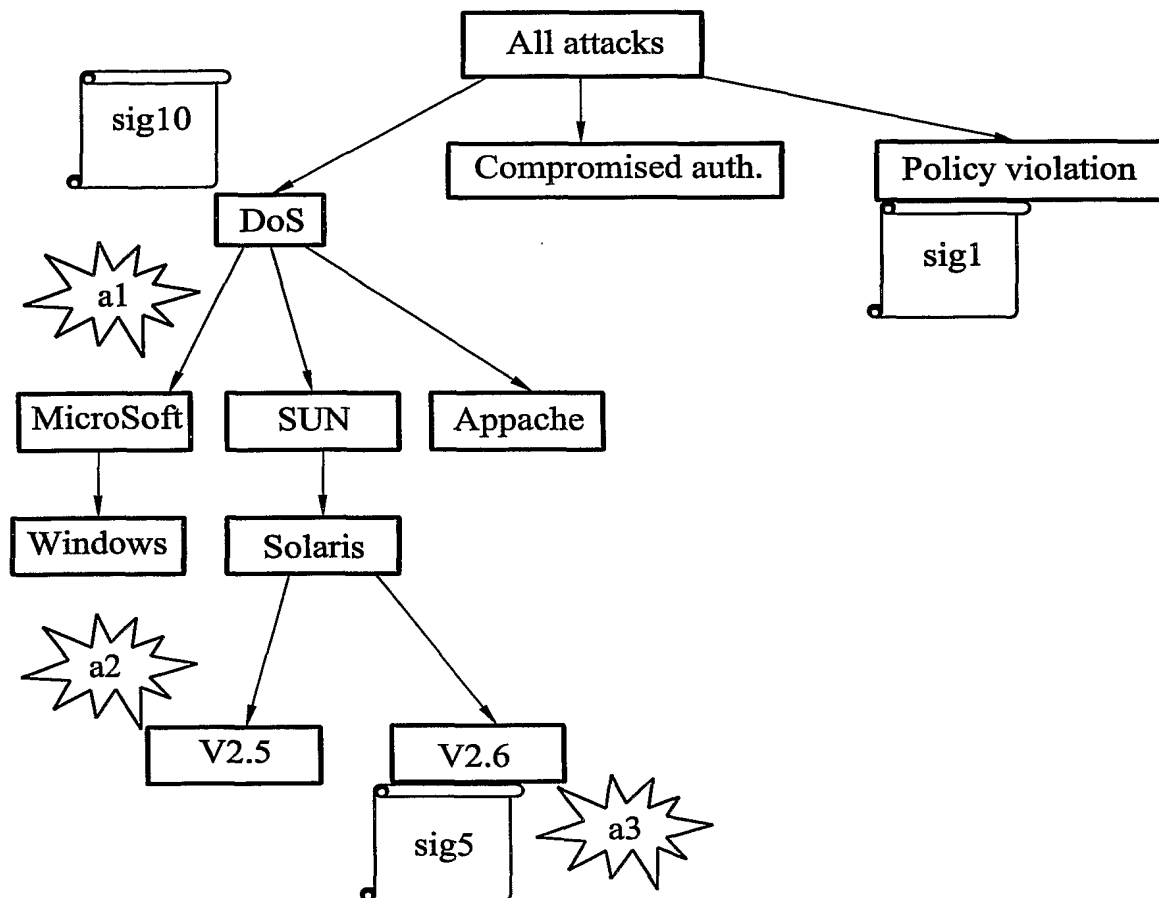 All attacks
sig10
Compromised auth.
Policy violation
DoS
sig1
a1
MicroSoft
SUN
Appache
Windows
Solaris
a2
V2.5
V2.6
sig5
a3